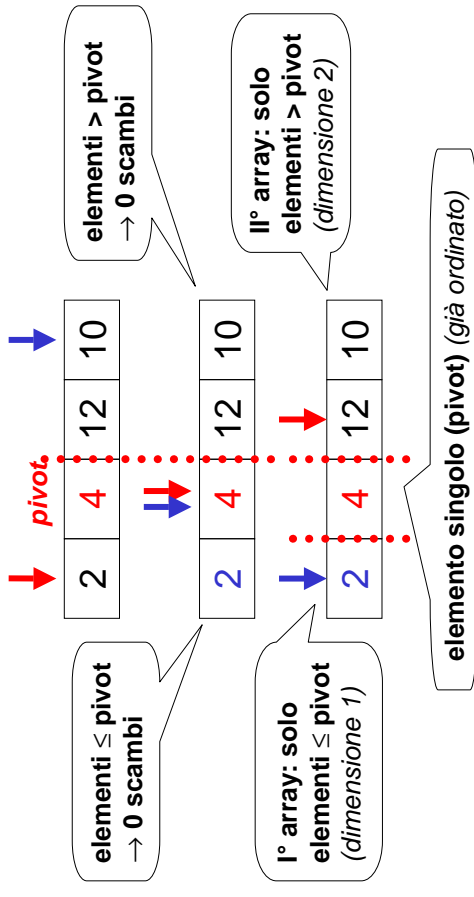 pivot
2 4 12 10
elementi ≤ pivot
→ 0 scambi
elementi > pivot
→ 0 scambi
2 4 12 10
I° array: solo
elementi ≤ pivot
(dimensione 1)
II° array: solo
elementi > pivot
(dimensione 2)
2 4 12 10
elemento singolo (pivot) (già ordinato)